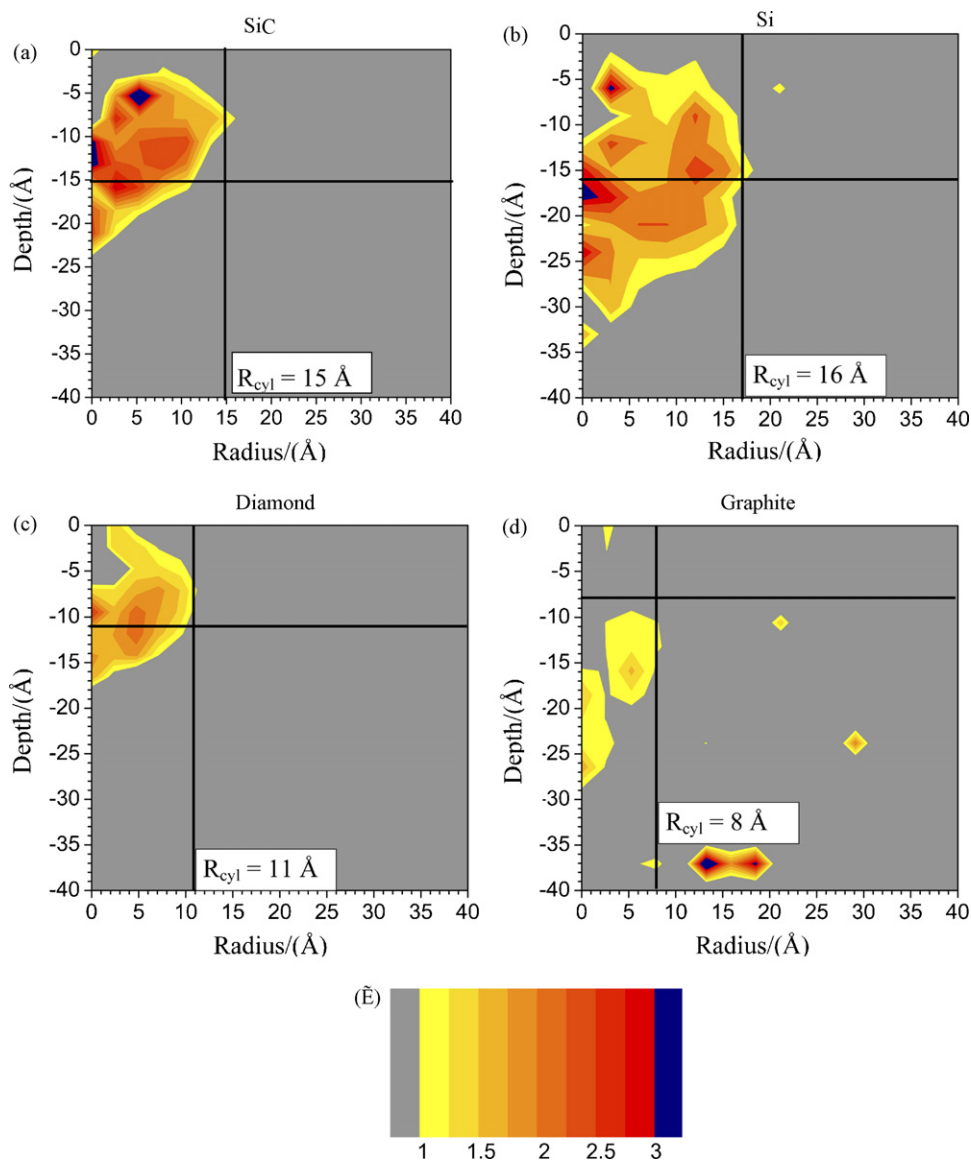 SiC
(a)
0
-5
-10
-15
-20
-25
-30
-35
-40
Depth/(Å)
R_cyl = 15 Å
0 5 10 15 20 25 30 35 40
Radius/(Å)
Si
(b)
0
-5
-10
-15
-20
-25
-30
-35
-40
Depth/(Å)
R_cyl = 16 Å
0 5 10 15 20 25 30 35 40
Radius/(Å)
Diamond
(c)
0
-5
-10
-15
-20
-25
-30
-35
-40
Depth/(Å)
R_cyl = 11 Å
0 5 10 15 20 25 30 35 40
Radius/(Å)
Graphite
(d)
0
-5
-10
-15
-20
-25
-30
-35
-40
Depth/(Å)
R_cyl = 8 Å
0 5 10 15 20 25 30 35 40
Radius/(Å)
(Ẽ)
1 1.5 2 2.5 3